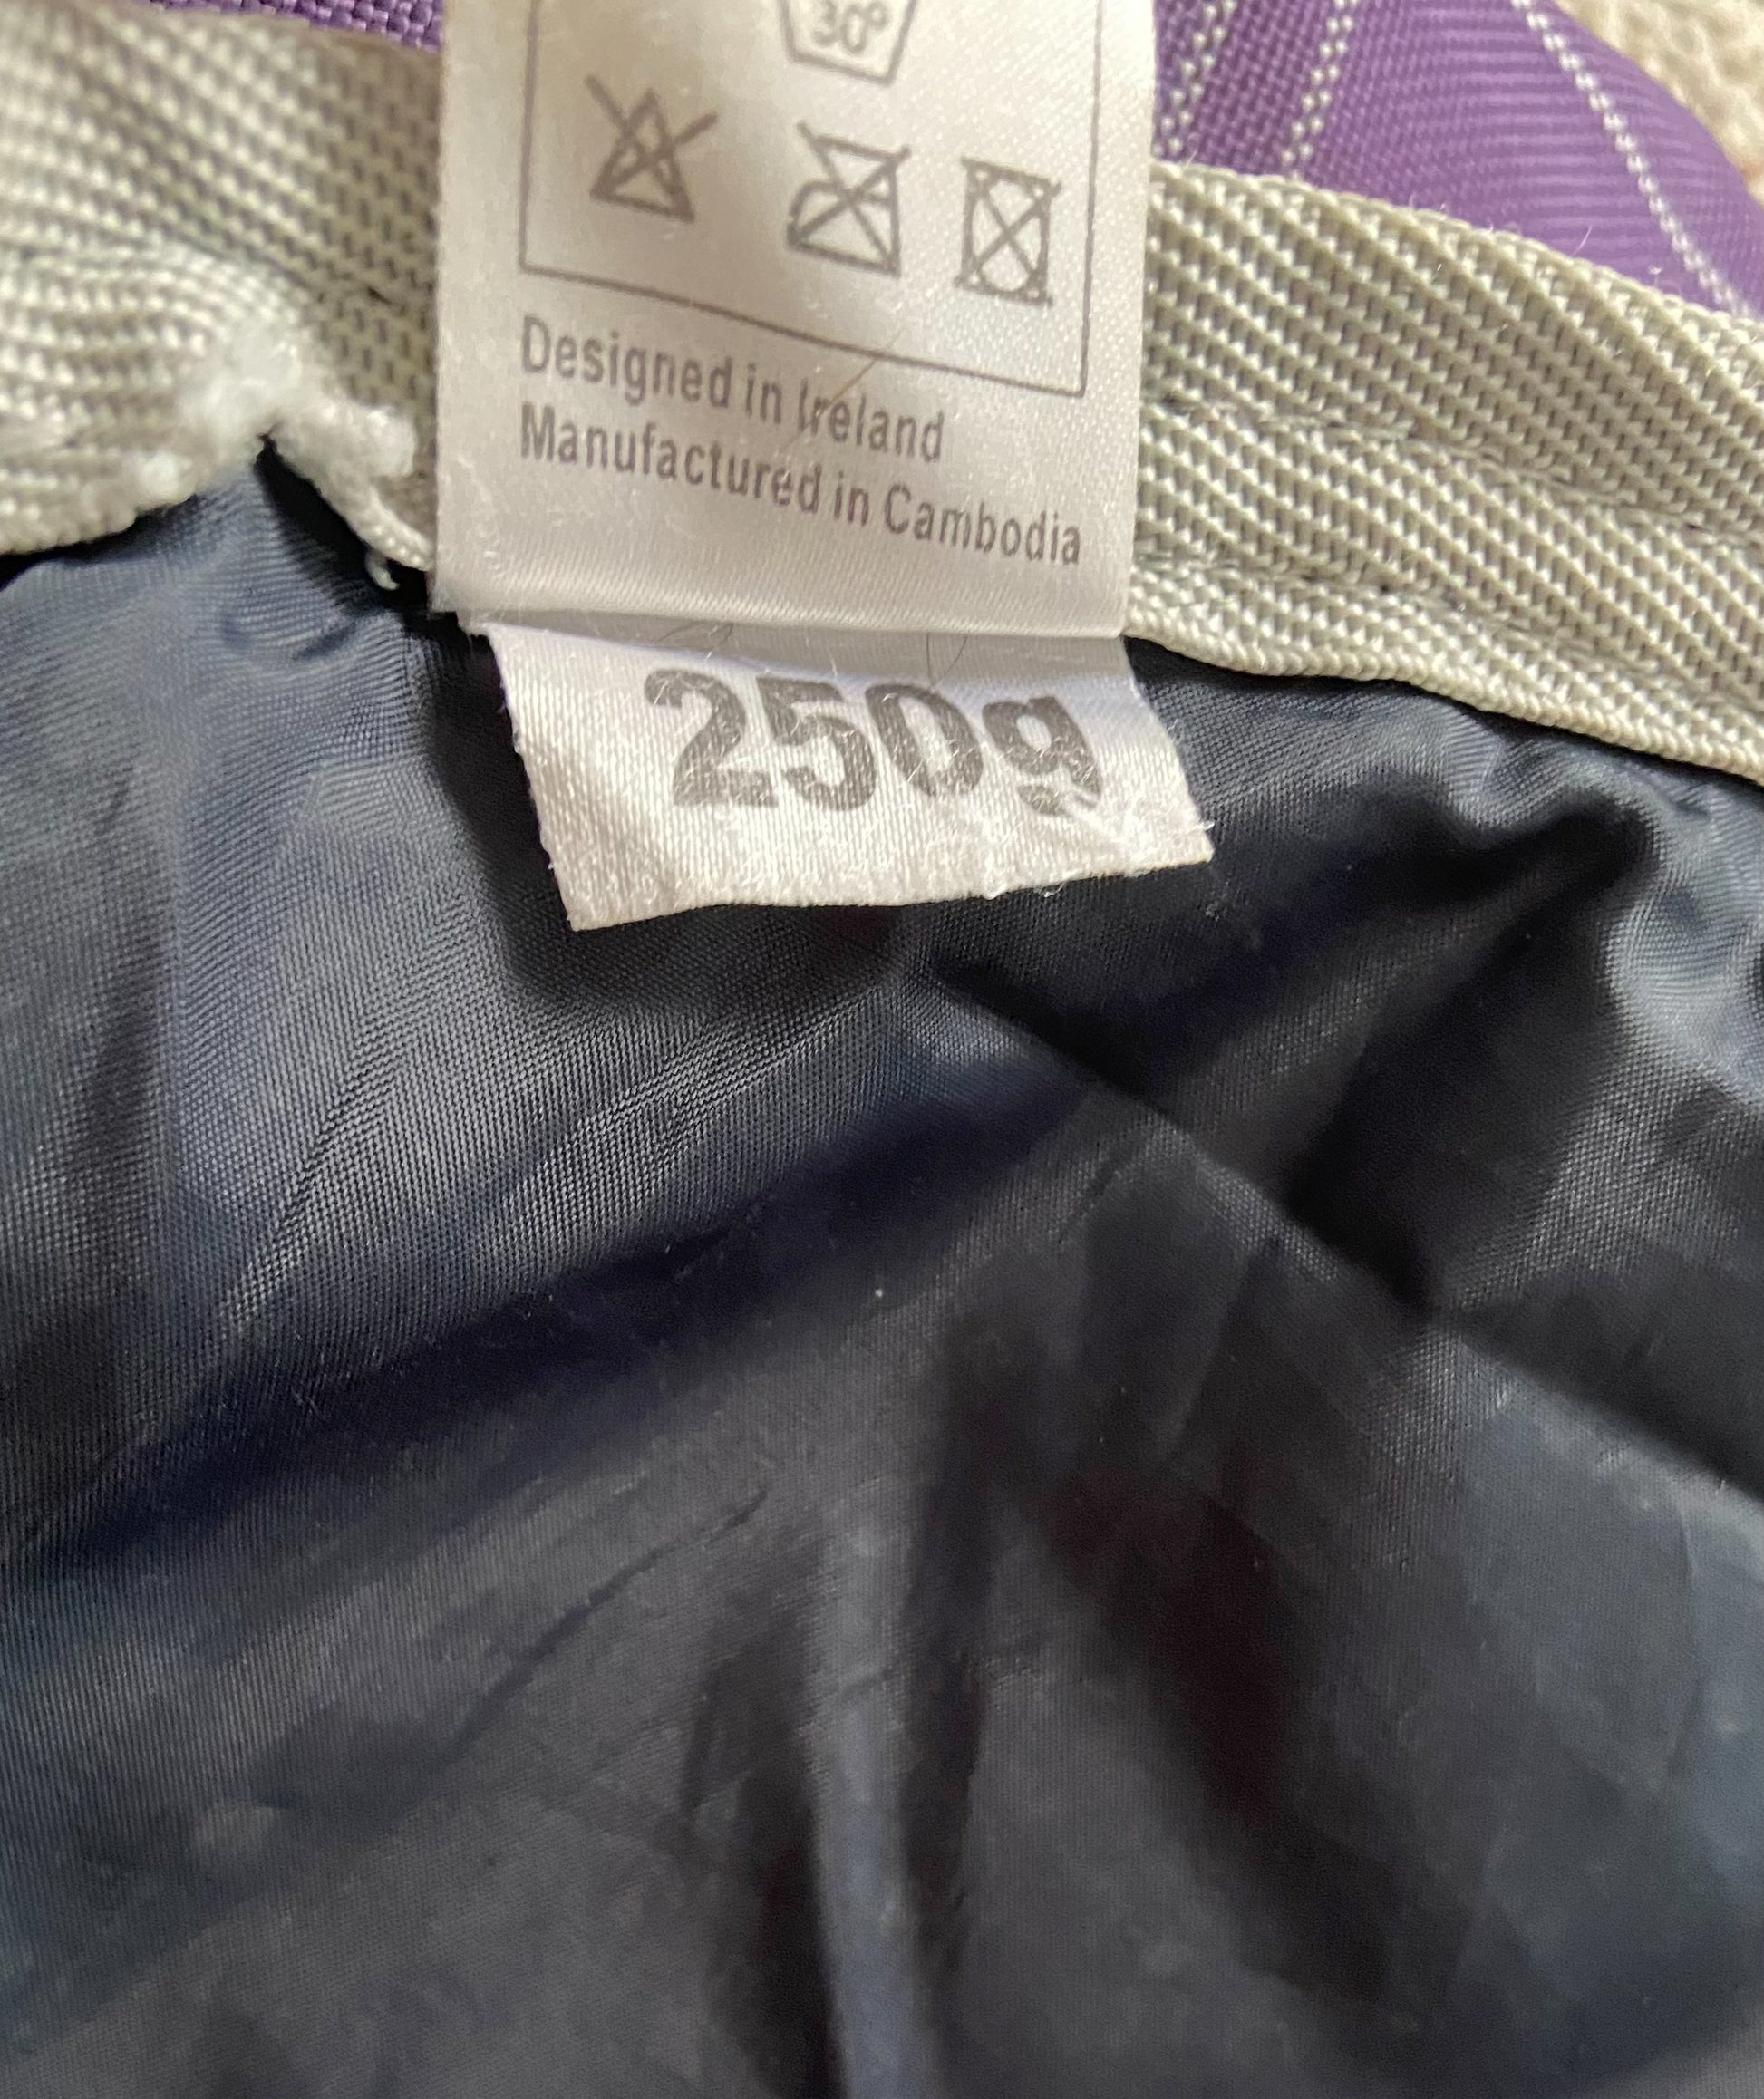 30°
Designed in Ireland
Manufactured in Cambodia
250g